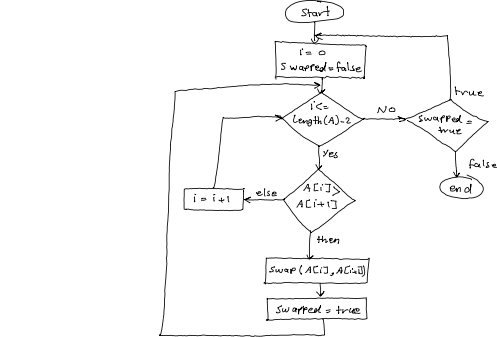 Start
i = 0
swapped = false
i <=
length(A)-2
NO
swapped =
true
true
false
end
yes
A[i] >
A[i+1]
else
i = i+1
then
swap(A[i], A[i+1])
swapped = true